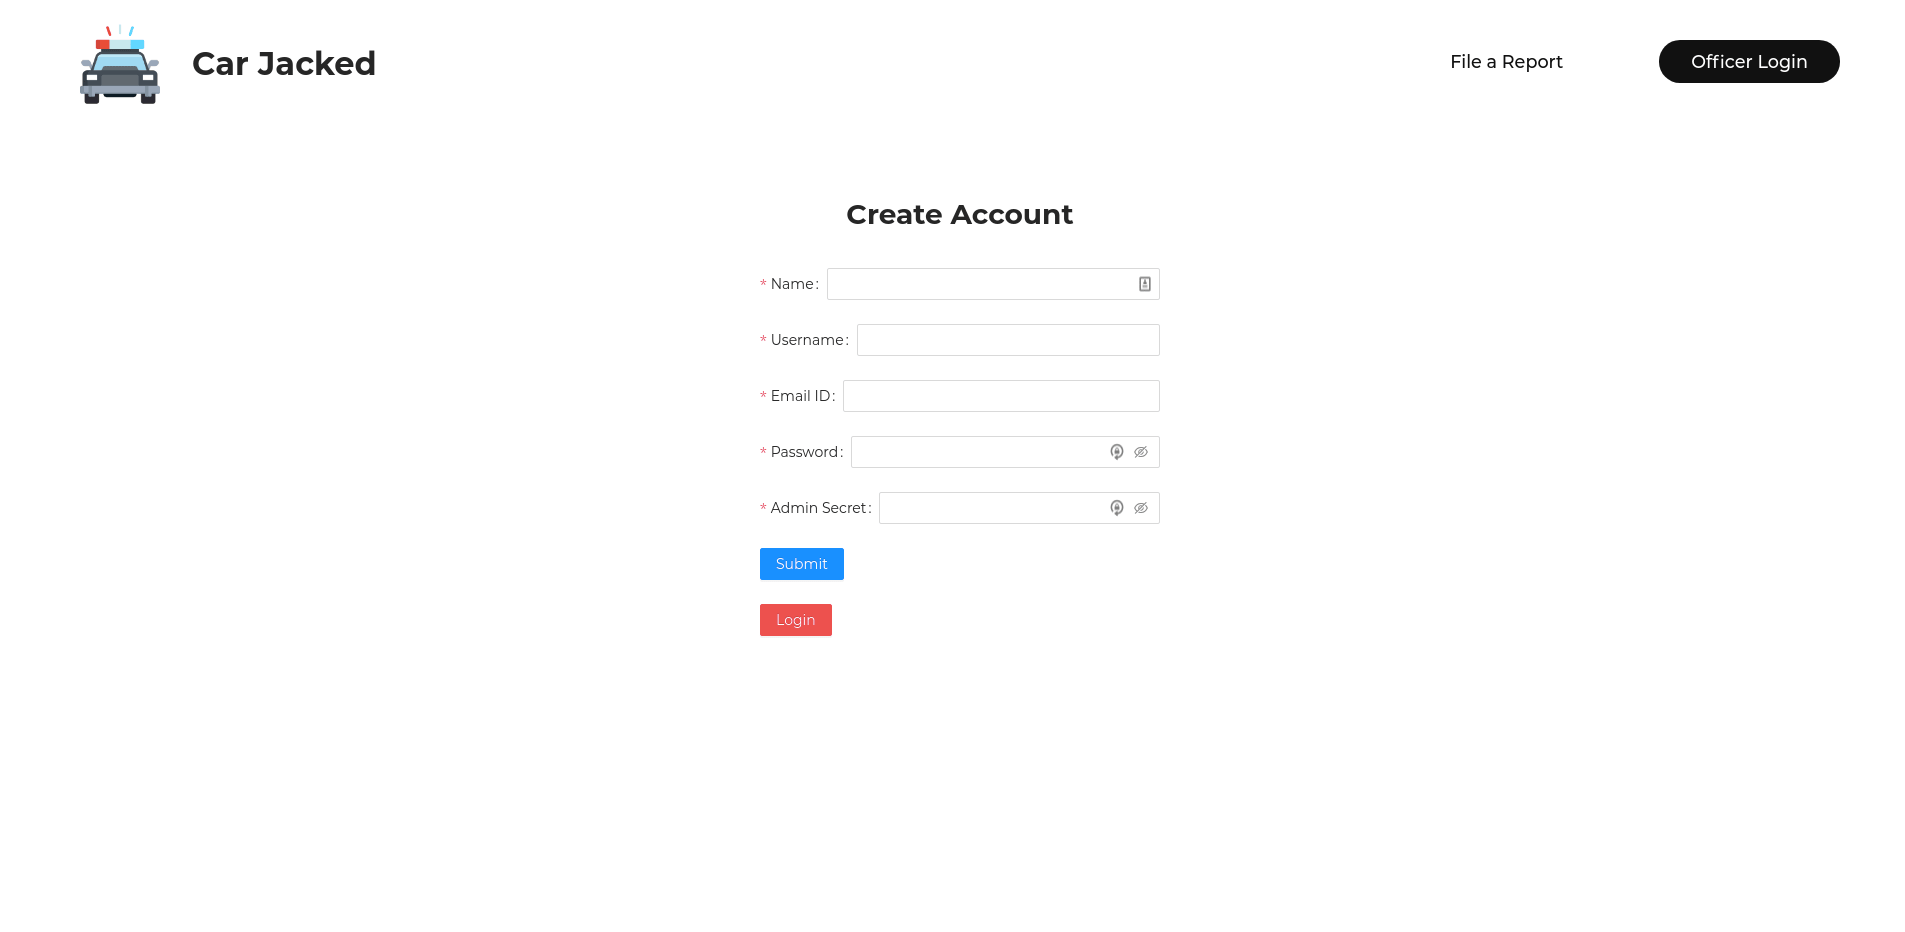 Car Jacked
File a Report
Officer Login
Create Account
* Name:
* Username:
* Email ID:
* Password:
* Admin Secret:
Submit
Login